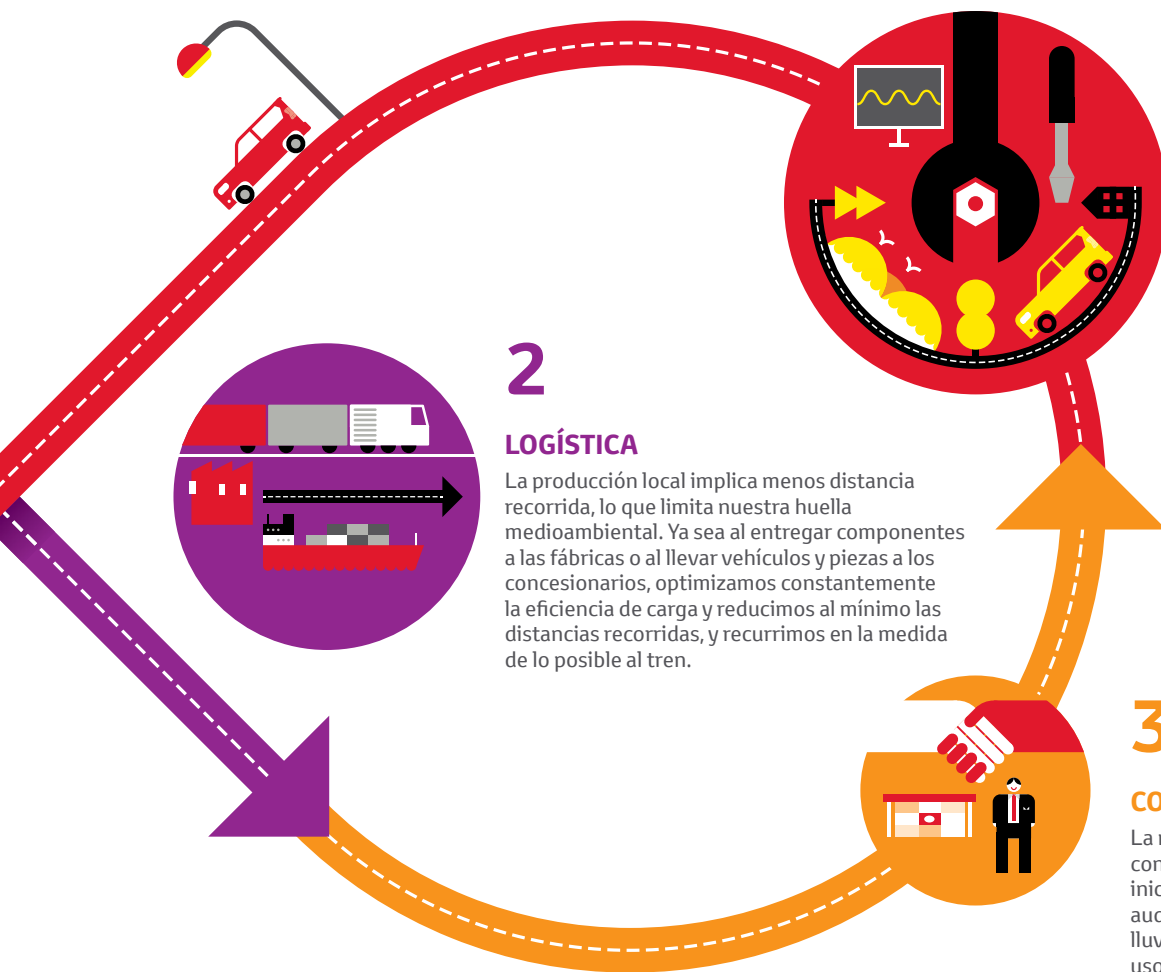 2
LOGÍSTICA
La producción local implica menos distancia
recorrida, lo que limita nuestra huella
medioambiental. Ya sea al entregar componentes
a las fábricas o al llevar vehículos y piezas a los
concesionarios, optimizamos constantemente
la eficiencia de carga y reducimos al mínimo las
distancias recorridas, y recurrimos en la medida
de lo posible al tren.
3
La